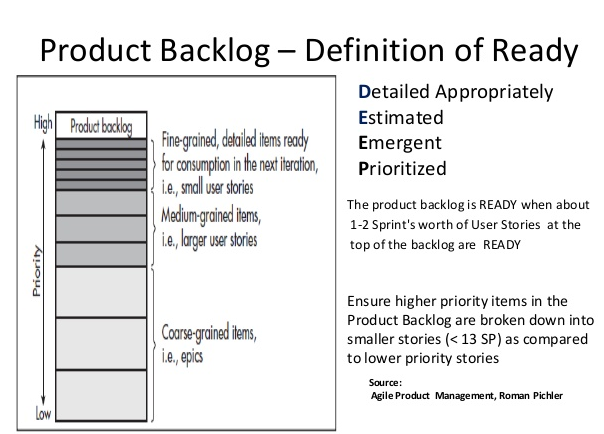 Product Backlog – Definition of Ready
High
Product backlog
Fine-grained, detailed items ready
for consumption in the next iteration,
i.e., small user stories
Medium-grained items,
i.e., larger user stories
Priority
Coarse-grained items,
i.e., epics
Low
Detailed Appropriately
Estimated
Emergent
Prioritized
The product backlog is READY when about
1-2 Sprint's worth of User Stories at the
top of the backlog are READY
Ensure higher priority items in the
Product Backlog are broken down into
smaller stories (< 13 SP) as compared
to lower priority stories
Source:
Agile Product Management, Roman Pichler